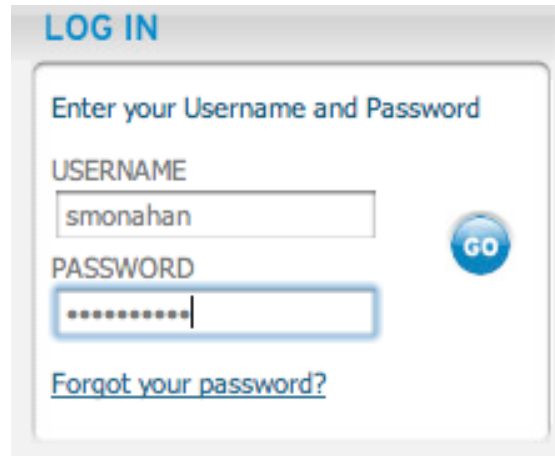 LOG IN
Enter your Username and Password
USERNAME
smonahan
GO
PASSWORD
••••••••••
Forgot your password?